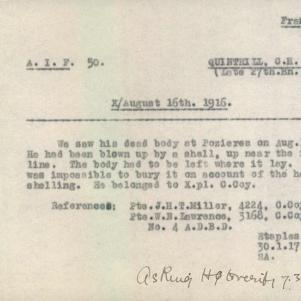 Fran
A. I. F. 50. QUINTRILL, C.H.
(Late 27th.Bn.
K/August 16th. 1916.
We saw his dead body at Pozieres on Aug.
He had been blown up by a shell, up near the
line. The body had to be left where it lay.
was impossible to bury it on account of the he
shelling. He belonged to X.pl. C.Coy.
References: Pte.J.H.T.Miller, 4224, C.Coy
Pte.W.N.Lawrence, 3168, C.Coy
No. 4 A.D.B.D.
Etaples
30.1.17